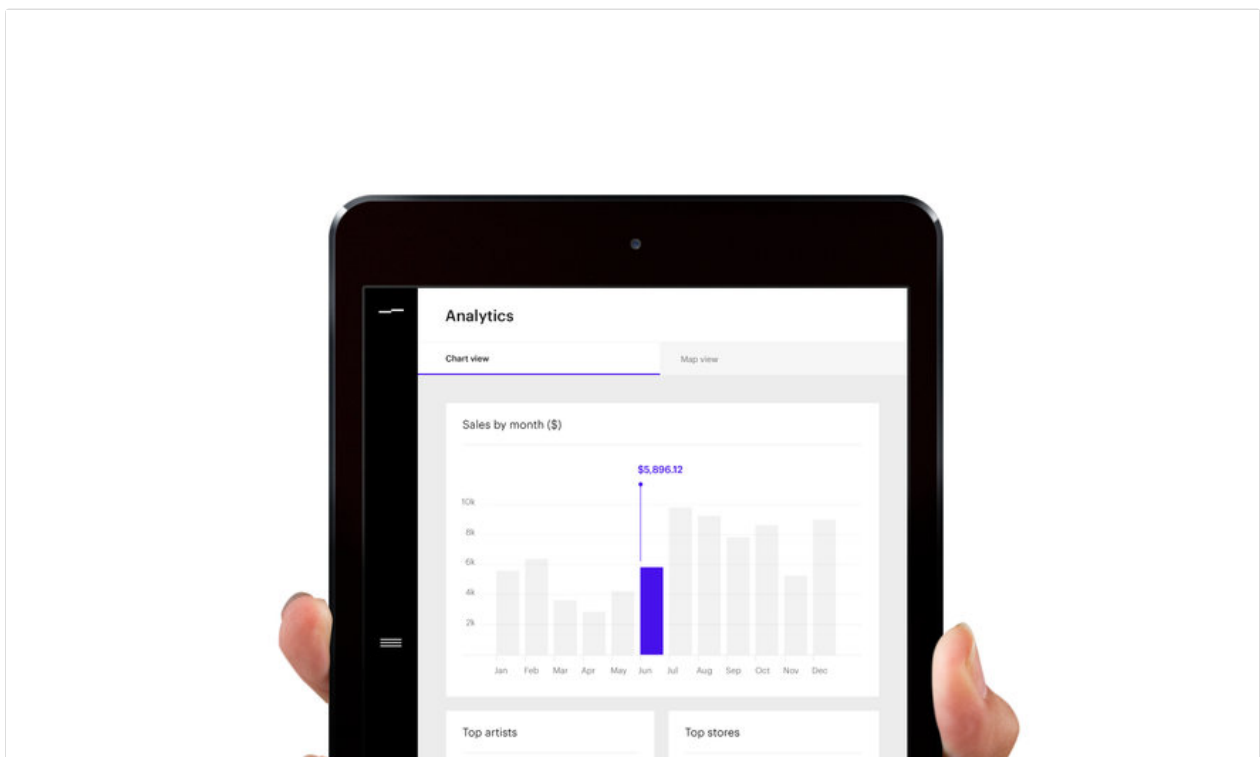 Analytics
Chart view Map view
Sales by month ($)
$5,896.12
10k
8k
6k
4k
2k
Jan Feb Mar Apr May Jun Jul Aug Sep Oct Nov Dec
Top artists Top stores